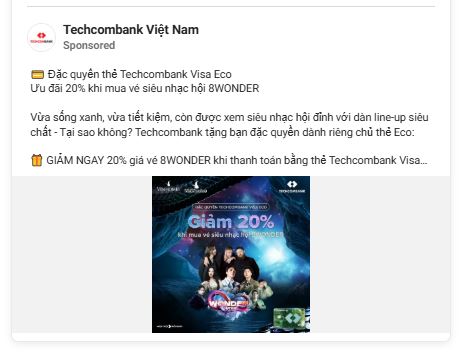 Techcombank Việt Nam
Sponsored
TECHCOMBANK
💳 Đặc quyền thẻ Techcombank Visa Eco
Ưu đãi 20% khi mua vé siêu nhạc hội 8WONDER
Vừa sống xanh, vừa tiết kiệm, còn được xem siêu nhạc hội đỉnh với dàn line-up siêu
chất - Tại sao không? Techcombank tặng bạn đặc quyền dành riêng chủ thẻ Eco:
🎁 GIẢM NGAY 20% giá vé 8WONDER khi thanh toán bằng thẻ Techcombank Visa...
TECHCOMBANK
ĐẶC QUYỀN TECHCOMBANK VISA ECO
Giảm 20%
khi mua vé siêu nhạc hội 8WONDER
WONDER